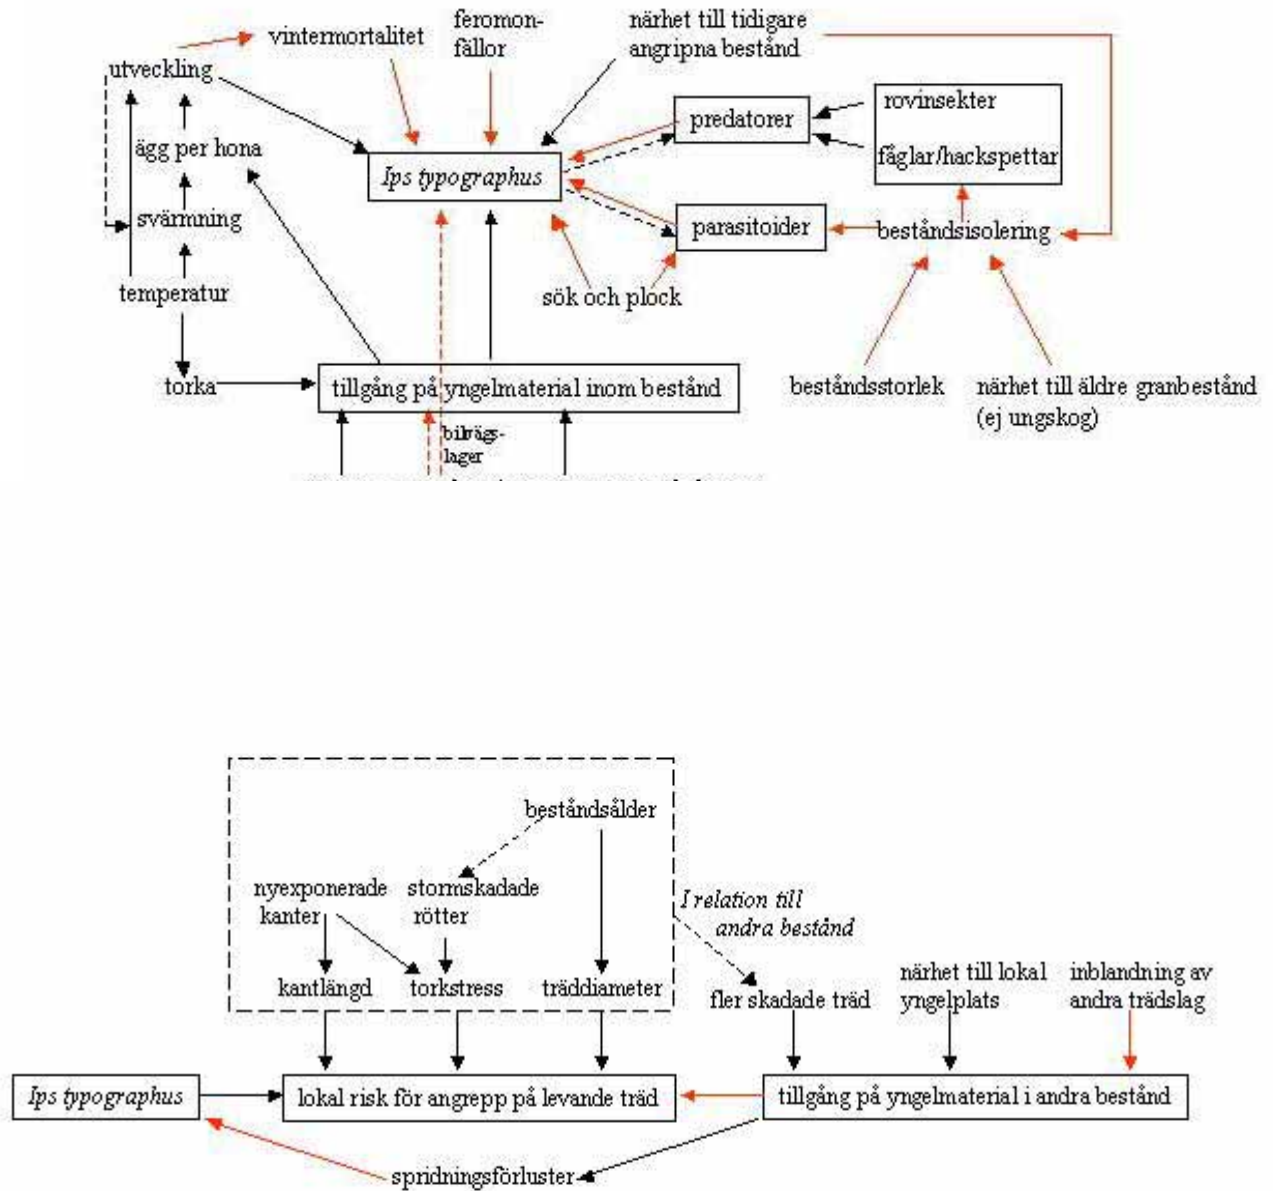 feromon-
fällor
närhet till tidigare
angripna bestånd
vintermortalitet
utveckling
predatorer
rovinsekter
ägg per hona
fåglar/hackspettar
Ips typographus
svärmning
parasitoider
beståndsisolering
temperatur
sök och plock
torka
tillgång på yngelmaterial inom bestånd
beståndsstorlek
närhet till äldre granbestånd
(ej ungskog)
bilvägs-
lager
beståndsålder
nyexponerade
kanter
stormskadade
rötter
I relation till
andra bestånd
kantlängd
torkstress
träddiameter
fler skadade träd
närhet till lokal
yngelplats
inblandning av
andra trädslag
Ips typographus
lokal risk för angrepp på levande träd
tillgång på yngelmaterial i andra bestånd
spridningsförluster